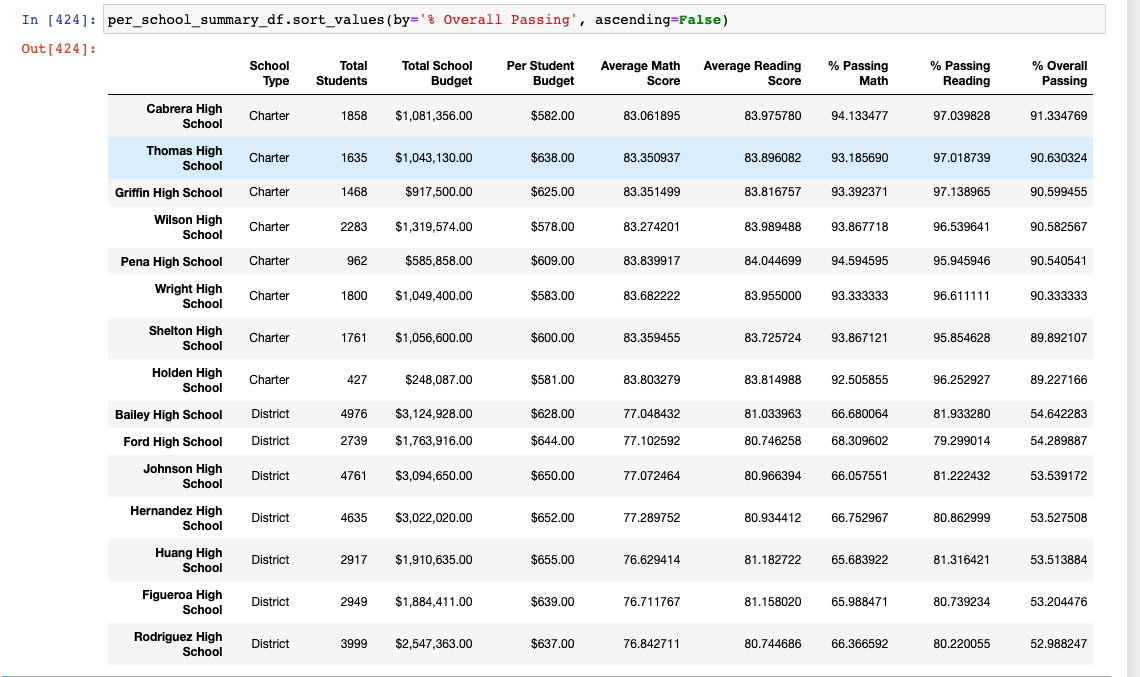 In [424]: per_school_summary_df.sort_values(by='% Overall Passing', ascending=False)
Out[424]:
School Total Total School Per Student Average Math Average Reading % Passing % Passing % Overall
Type Students Budget Budget Score Score Math Reading Passing
Cabrera High
School Charter 1858 $1,081,356.00 $582.00 83.061895 83.975780 94.133477 97.039828 91.334769
Thomas High
School Charter 1635 $1,043,130.00 $638.00 83.350937 83.896082 93.185690 97.018739 90.630324
Griffin High School Charter 1468 $917,500.00 $625.00 83.351499 83.816757 93.392371 97.138965 90.599455
Wilson High
School Charter 2283 $1,319,574.00 $578.00 83.274201 83.989488 93.867718 96.539641 90.582567
Pena High School Charter 962 $585,858.00 $609.00 83.839917 84.044699 94.594595 95.945946 90.540541
Wright High
School Charter 1800 $1,049,400.00 $583.00 83.682222 83.955000 93.333333 96.611111 90.333333
Shelton High
School Charter 1761 $1,056,600.00 $600.00 83.359455 83.725724 93.867121 95.854628 89.892107
Holden High
School Charter 427 $248,087.00 $581.00 83.803279 83.814988 92.505855 96.252927 89.227166
Bailey High School District 4976 $3,124,928.00 $628.00 77.048432 81.033963 66.680064 81.933280 54.642283
Ford High School District 2739 $1,763,916.00 $644.00 77.102592 80.746258 68.309602 79.299014 54.289887
Johnson High
School District 4761 $3,094,650.00 $650.00 77.072464 80.966394 66.057551 81.222432 53.539172
Hernandez High
School District 4635 $3,022,020.00 $652.00 77.289752 80.934412 66.752967 80.862999 53.527508
Huang High
School District 2917 $1,910,635.00 $655.00 76.629414 81.182722 65.683922 81.316421 53.513884
Figueroa High
School District 2949 $1,884,411.00 $639.00 76.711767 81.158020 65.988471 80.739234 53.204476
Rodriguez High
School District 3999 $2,547,363.00 $637.00 76.842711 80.744686 66.366592 80.220055 52.988247